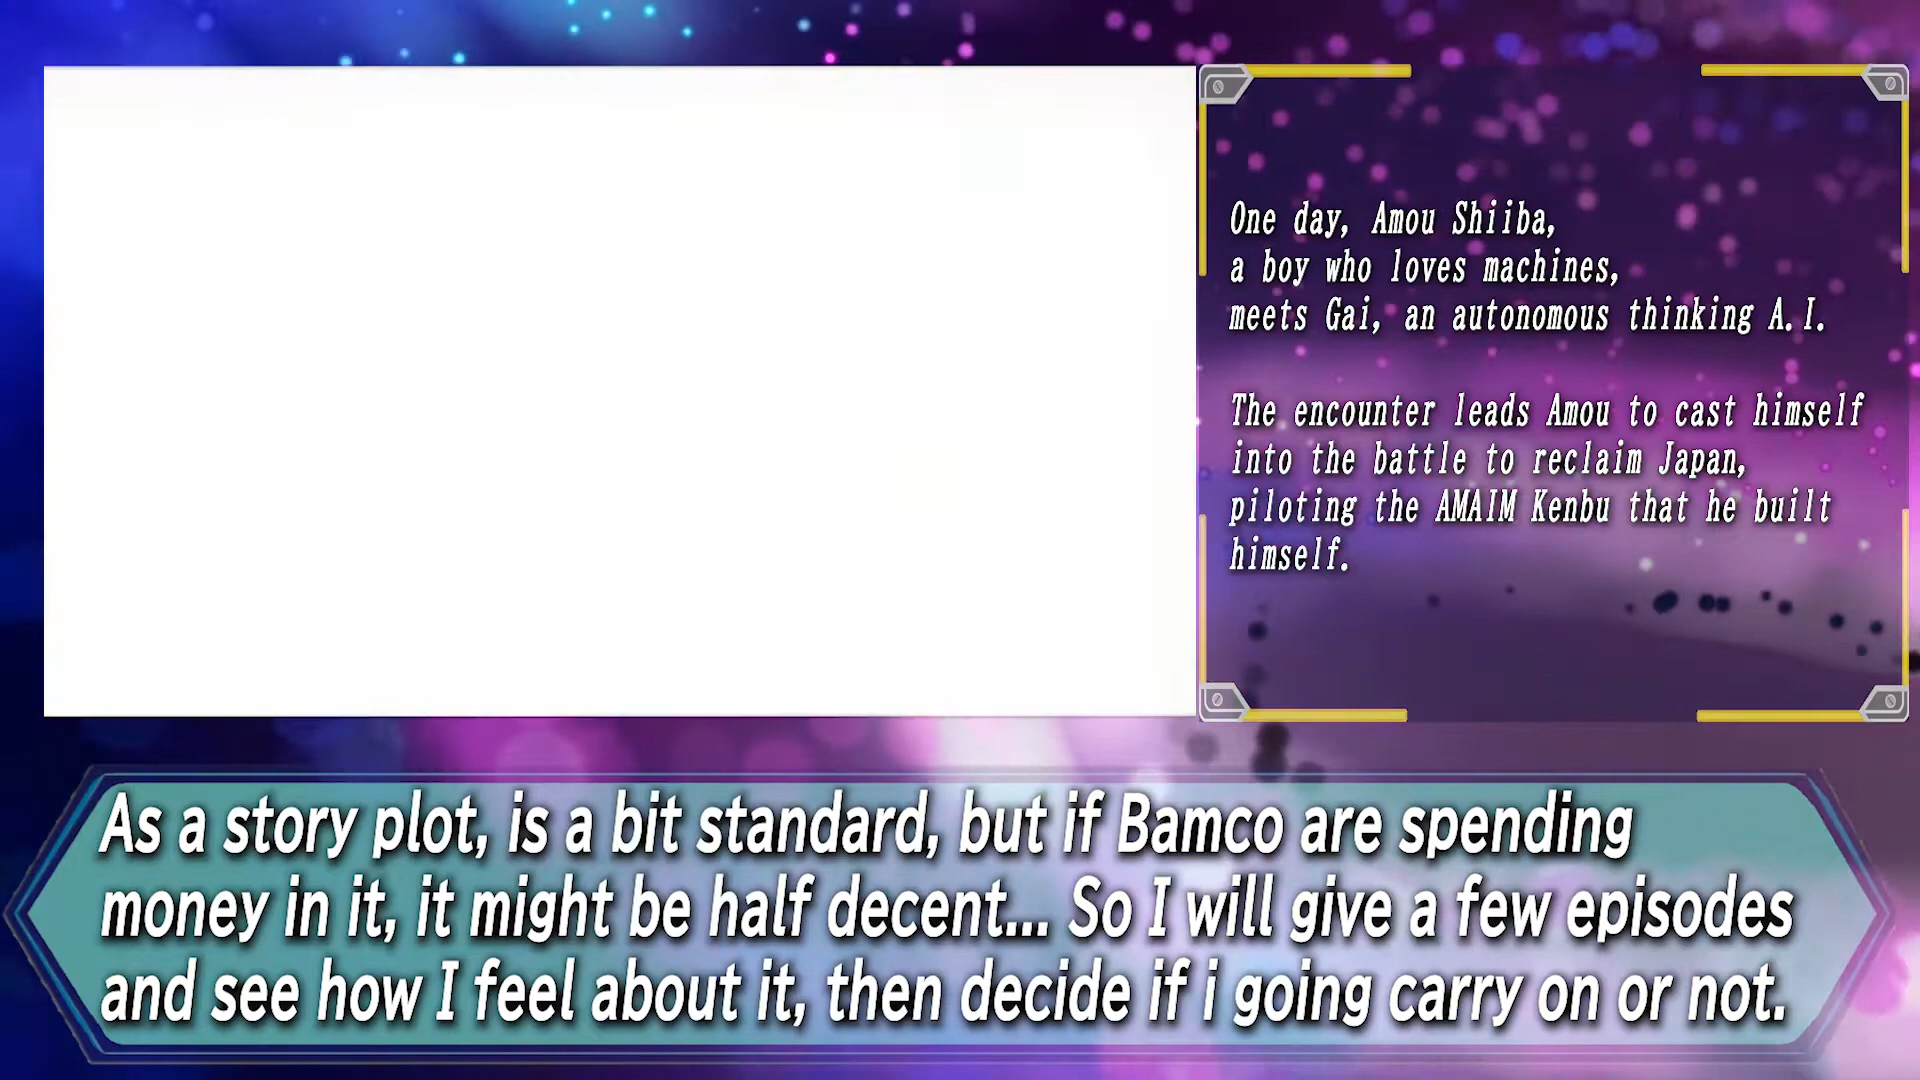 One day, Amou Shiiba,
a boy who loves machines,
meets Gai, an autonomous thinking A.I.
The encounter leads Amou to cast himself
into the battle to reclaim Japan,
piloting the AMAIM Kenbu that he built
himself.
As a story plot, is a bit standard, but if Bamco are spending
money in it, it might be half decent... So I will give a few episodes
and see how I feel about it, then decide if i going carry on or not.